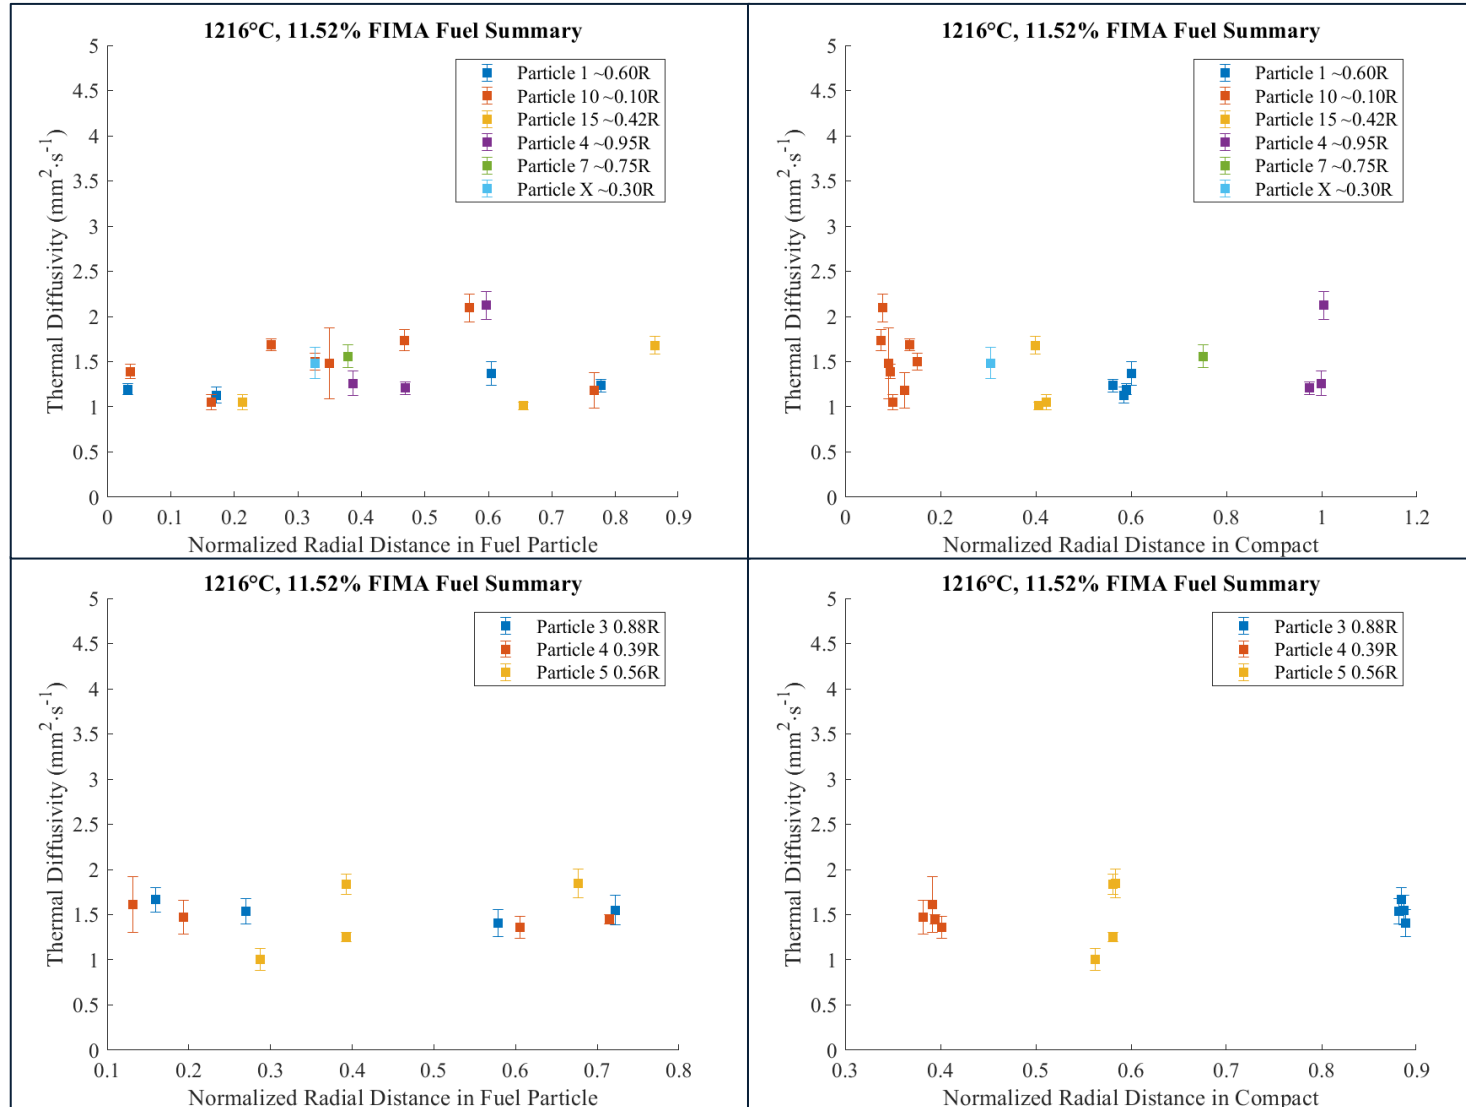 1216°C, 11.52% FIMA Fuel Summary
Thermal Diffusivity (mm²·s⁻¹)
5
4.5
4
3.5
3
2.5
2
1.5
1
0.5
0
Particle 1 ~0.60R
Particle 10 ~0.10R
Particle 15 ~0.42R
Particle 4 ~0.95R
Particle 7 ~0.75R
Particle X ~0.30R
0 0.1 0.2 0.3 0.4 0.5 0.6 0.7 0.8 0.9
Normalized Radial Distance in Fuel Particle
1216°C, 11.52% FIMA Fuel Summary
Thermal Diffusivity (mm²·s⁻¹)
5
4.5
4
3.5
3
2.5
2
1.5
1
0.5
0
Particle 1 ~0.60R
Particle 10 ~0.10R
Particle 15 ~0.42R
Particle 4 ~0.95R
Particle 7 ~0.75R
Particle X ~0.30R
0 0.2 0.4 0.6 0.8 1 1.2
Normalized Radial Distance in Compact
1216°C, 11.52% FIMA Fuel Summary
Thermal Diffusivity (mm²·s⁻¹)
5
4.5
4
3.5
3
2.5
2
1.5
1
0.5
0
Particle 3 0.88R
Particle 4 0.39R
Particle 5 0.56R
0.1 0.2 0.3 0.4 0.5 0.6 0.7 0.8
Normalized Radial Distance in Fuel Particle
1216°C, 11.52% FIMA Fuel Summary
Thermal Diffusivity (mm²·s⁻¹)
5
4.5
4
3.5
3
2.5
2
1.5
1
0.5
0
Particle 3 0.88R
Particle 4 0.39R
Particle 5 0.56R
0.3 0.4 0.5 0.6 0.7 0.8 0.9
Normalized Radial Distance in Compact